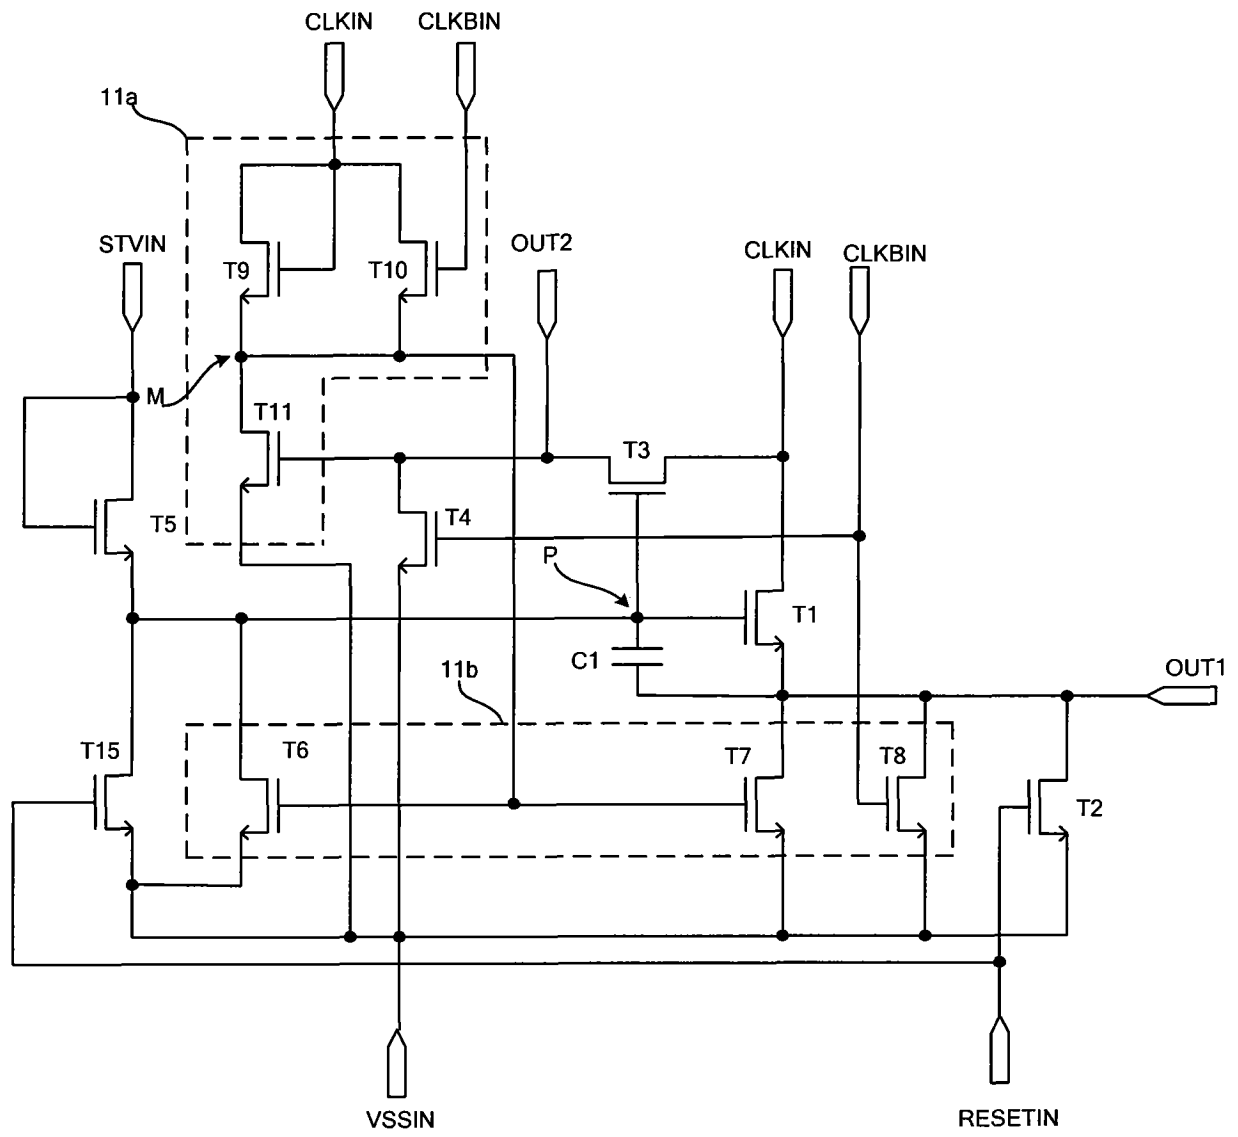 CLKIN CLKBIN
11a
STVIN
T9
T10
OUT2
CLKIN
CLKBIN
M
T11
T3
T5
T4
P
T1
C1
11b
OUT1
T15
T6
T7
T8
T2
VSSIN
RESETIN